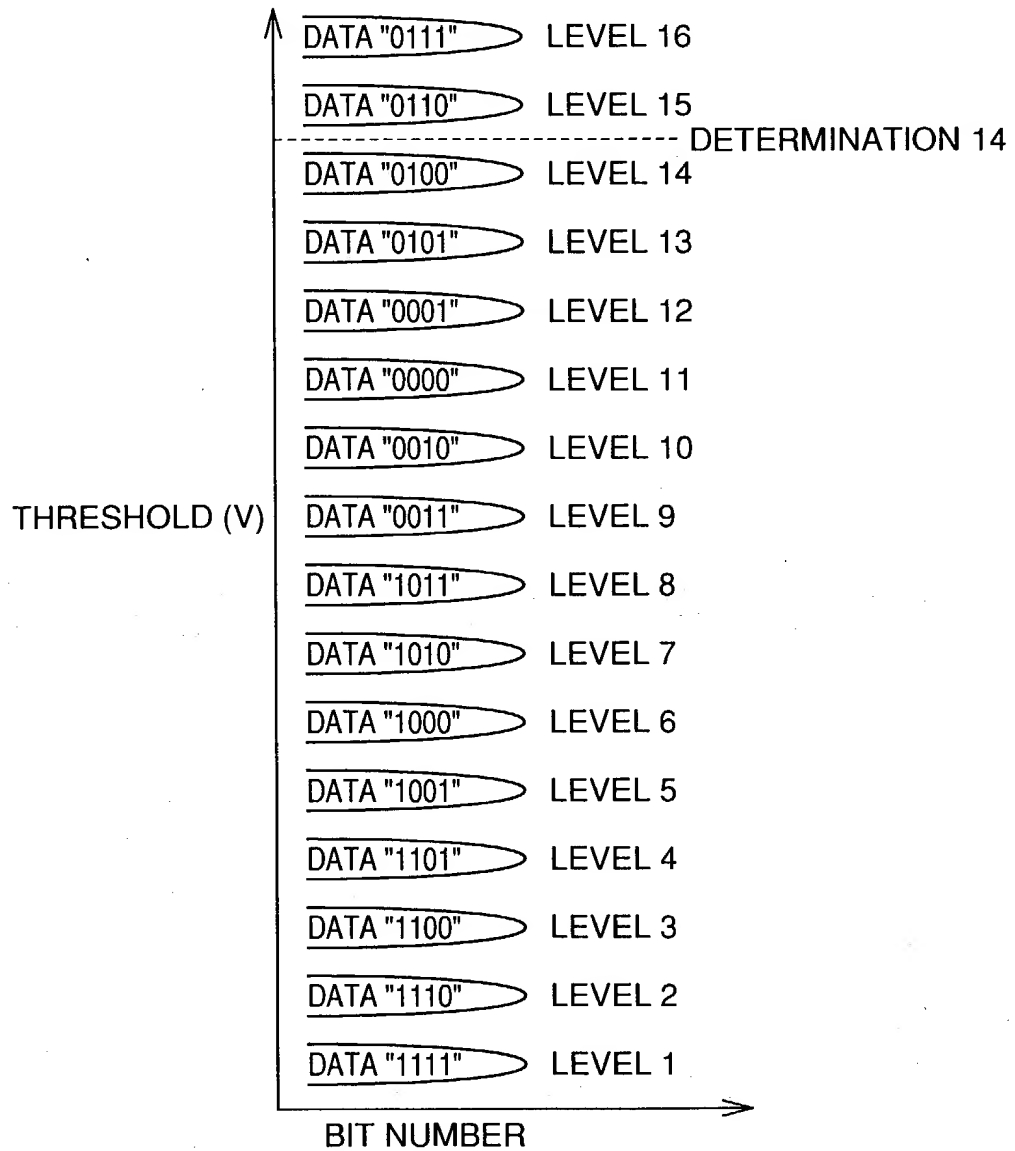 DATA "0111" LEVEL 16
DATA "0110" LEVEL 15
DETERMINATION 14
DATA "0100" LEVEL 14
DATA "0101" LEVEL 13
DATA "0001" LEVEL 12
DATA "0000" LEVEL 11
DATA "0010" LEVEL 10
THRESHOLD (V)
DATA "0011" LEVEL 9
DATA "1011" LEVEL 8
DATA "1010" LEVEL 7
DATA "1000" LEVEL 6
DATA "1001" LEVEL 5
DATA "1101" LEVEL 4
DATA "1100" LEVEL 3
DATA "1110" LEVEL 2
DATA "1111" LEVEL 1
BIT NUMBER